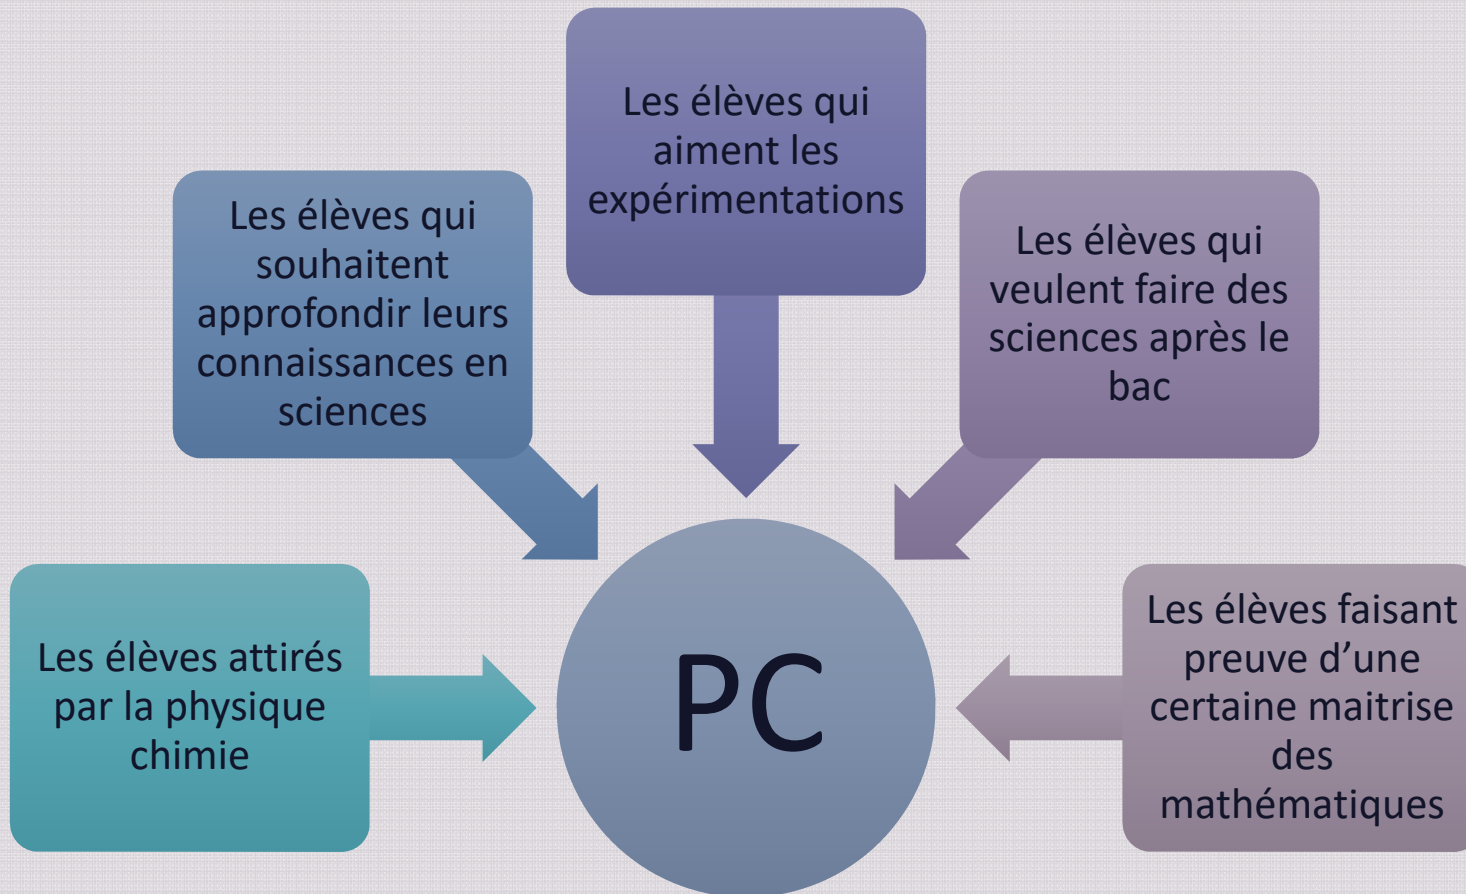 Les élèves qui
aiment les
expérimentations
Les élèves qui
souhaitent
approfondir leurs
connaissances en
sciences
Les élèves qui
veulent faire des
sciences après le
bac
Les élèves attirés
par la physique
chimie
PC
Les élèves faisant
preuve d’une
certaine maitrise
des
mathématiques